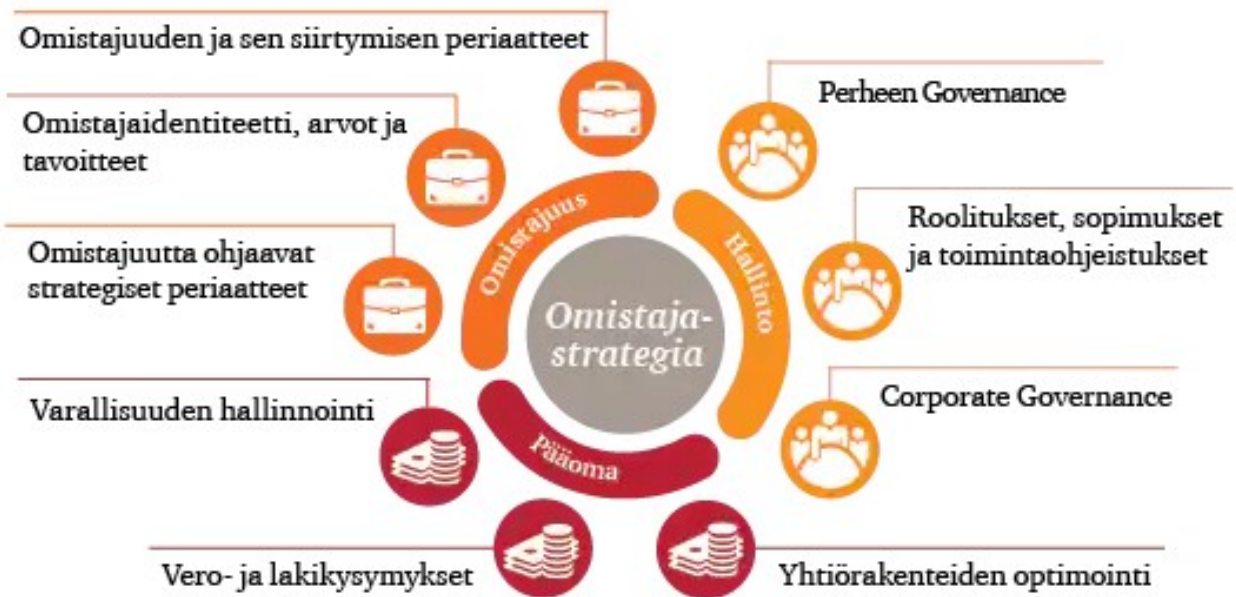 Omistajuuden ja sen siirtymisen periaatteet
Omistajaidentiteetti, arvot ja
tavoitteet
Omistajuutta ohjaavat
strategiset periaatteet
Varallisuuden hallinnointi
Vero- ja lakikysymykset
Omistajuus
Hallinto
pääoma
Omistaja-
strategia
Perheen Governance
Roolitukset, sopimukset
ja toimintaohjeistukset
Corporate Governance
Yhtiörakenteiden optimointi